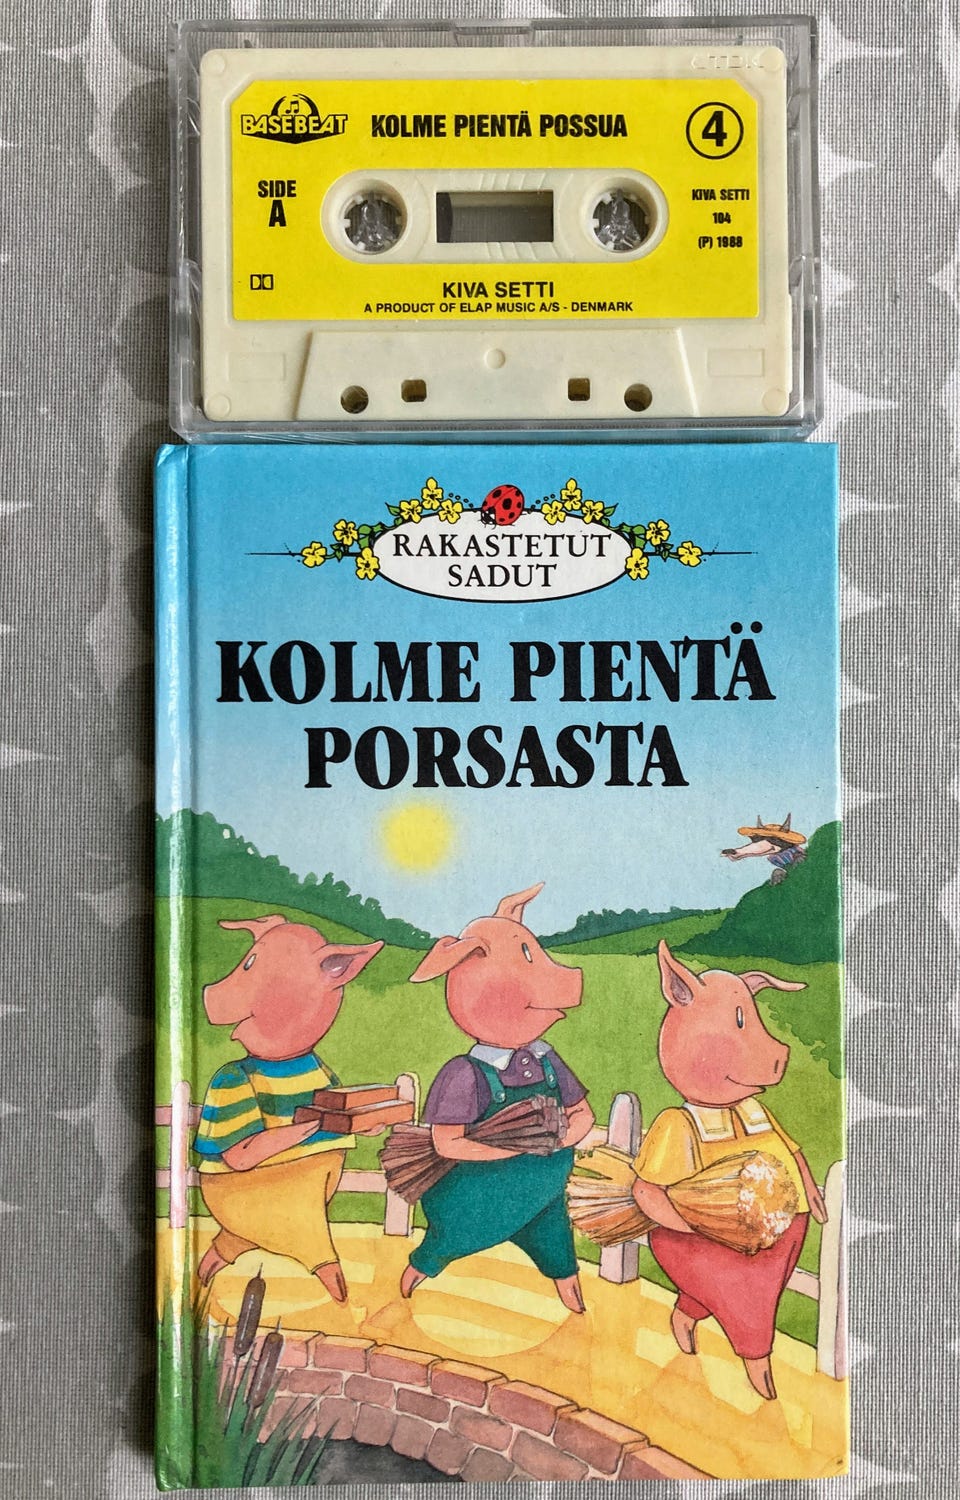 TDK
BASEBEAT
KOLME PIENTÄ POSSUA
4
SIDE
A
KIVA SETTI
104
(P) 1988
KIVA SETTI
A PRODUCT OF ELAP MUSIC A/S - DENMARK
RAKASTETUT
SADUT
KOLME PIENTÄ
PORSASTA